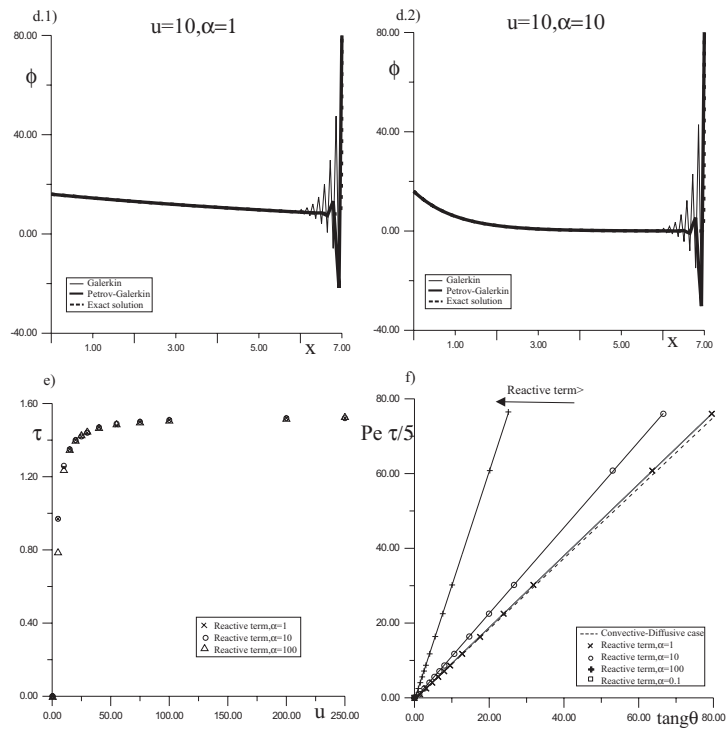 d.1)
u=10,α=1
80.00
ϕ
40.00
0.00
-40.00
Galerkin
Petrov-Galerkin
Exact solution
1.00
3.00
5.00
7.00
x
d.2)
u=10,α=10
80.00
ϕ
40.00
0.00
-40.00
Galerkin
Petrov-Galerkin
Exact solution
1.00
3.00
5.00
7.00
x
e)
1.60
τ
1.20
0.80
0.40
0.00
Reactive term,α=1
Reactive term,α=10
Reactive term,α=100
0.00
50.00
100.00
150.00
200.00
250.00
u
f)
Reactive term>
80.00
Pe τ/5
60.00
40.00
20.00
0.00
Convective-Diffusive case
Reactive term,α=1
Reactive term,α=10
Reactive term,α=100
Reactive term,α=0.1
0.00
20.00
40.00
60.00
80.00
tangθ